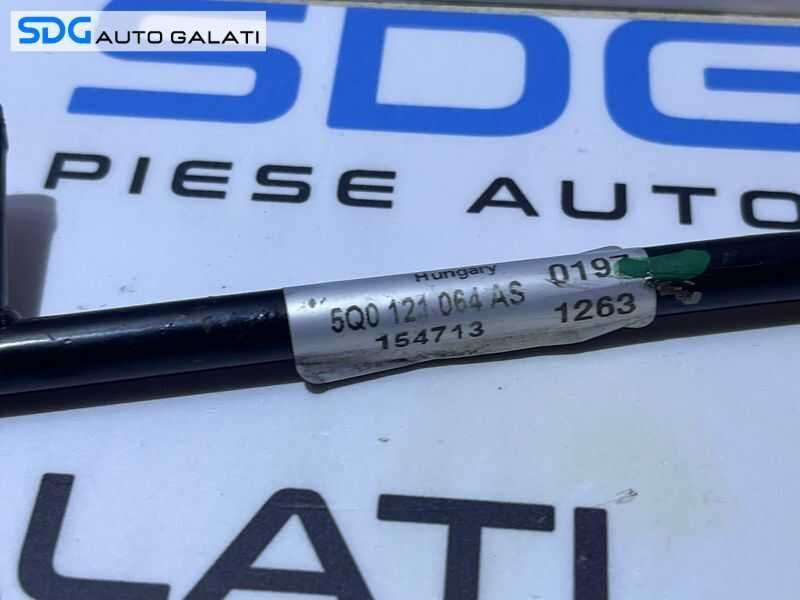 SDG AUTO GALATI
SDG
PIESE AUTO
Hungary
5Q0 121 064 AS
0197
154713
1263
LATI